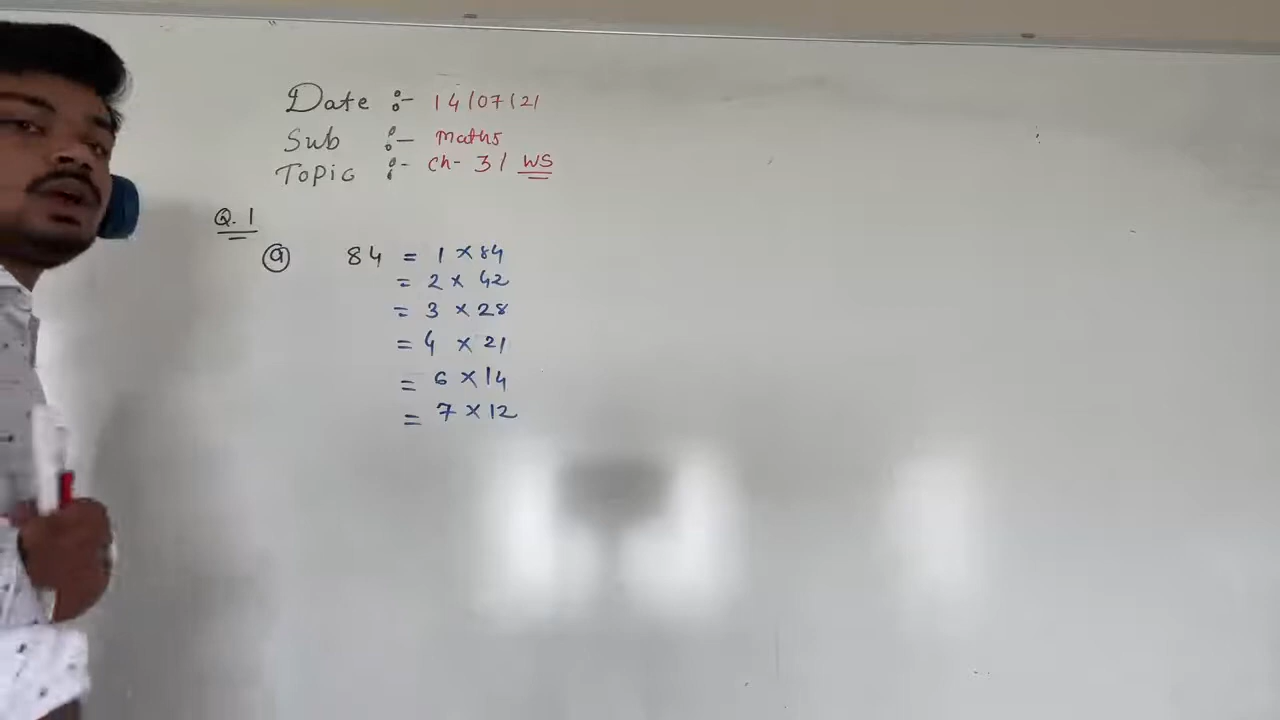 Date :- 14/07/21
Sub :- Maths
Topic :- Ch- 3/ WS
Q. 1
a 84 = 1 × 84
= 2 × 42
= 3 × 28
= 4 × 21
= 6 × 14
= 7 × 12